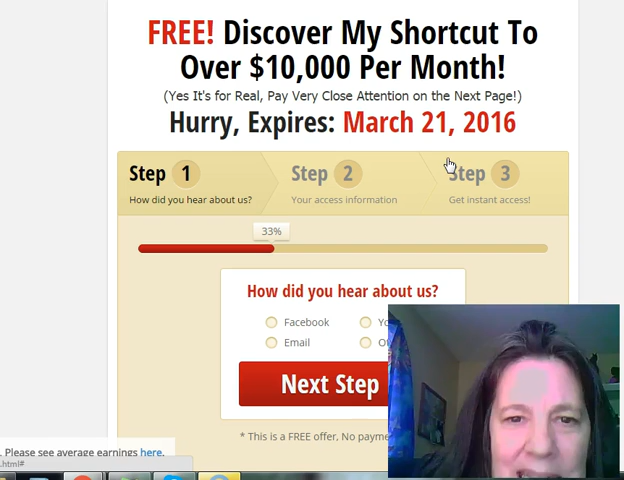 FREE! Discover My Shortcut To
Over $10,000 Per Month!
(Yes It's for Real, Pay Very Close Attention on the Next Page!)
Hurry, Expires: March 21, 2016
Step 1 Step 2 Step 3
How did you hear about us? Your access information Get instant access!
33%
How did you hear about us?
Facebook
Email
Next Step
* This is a FREE offer, No
. Please see average earnings here.
.html#